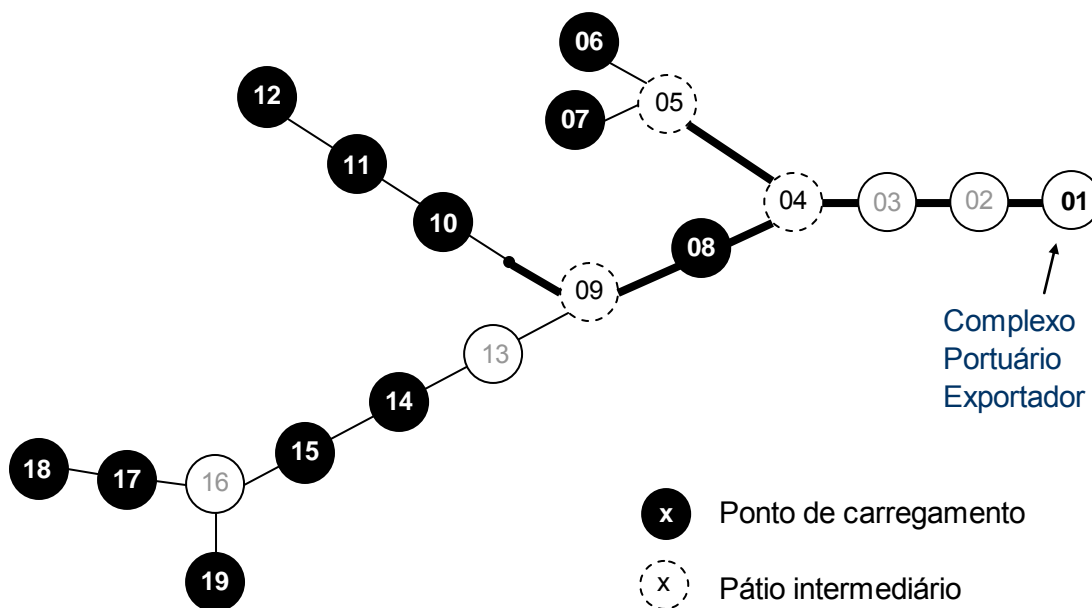 06
12
05
07
11
04
03
02
01
10
08
09
Complexo
Portuário
Exportador
13
14
15
18
17
16
x
Ponto de carregamento
19
x
Pátio intermediário